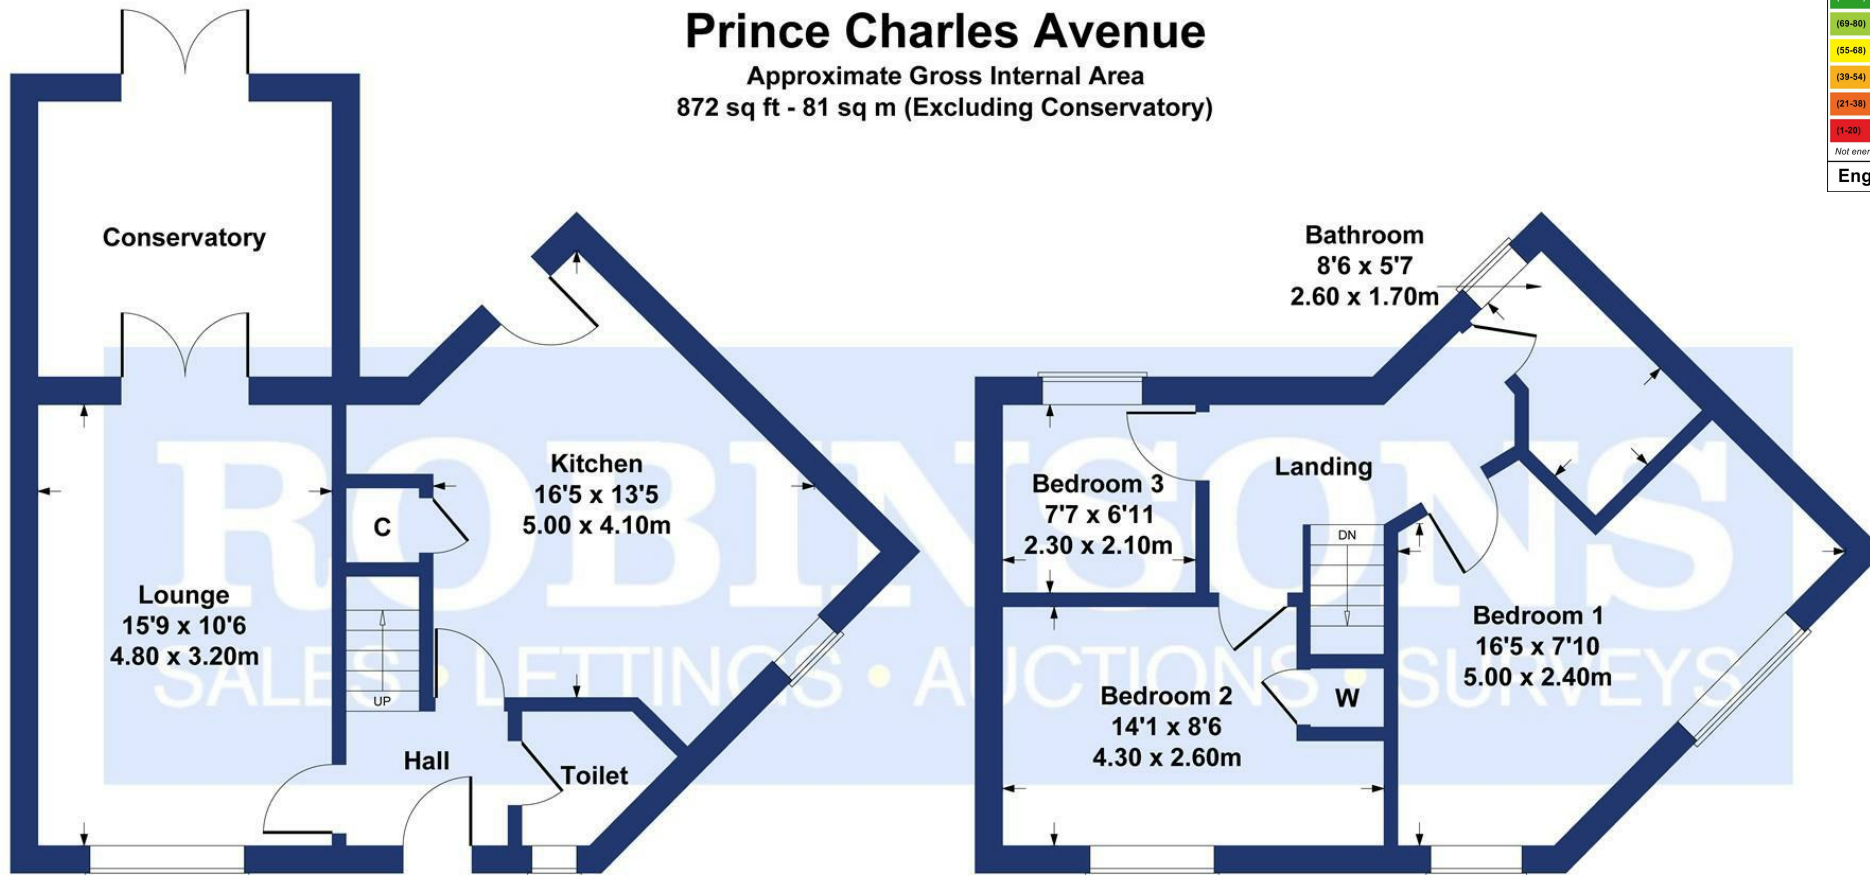 Prince Charles Avenue
Approximate Gross Internal Area
872 sq ft - 81 sq m (Excluding Conservatory)
(69-80)
(55-68)
(39-54)
(21-38)
(1-20)
Not ener
Eng
Conservatory
Kitchen
16'5 x 13'5
5.00 x 4.10m
C
Lounge
15'9 x 10'6
4.80 x 3.20m
UP
Hall
Toilet
Bathroom
8'6 x 5'7
2.60 x 1.70m
Landing
Bedroom 3
7'7 x 6'11
2.30 x 2.10m
DN
Bedroom 1
16'5 x 7'10
5.00 x 2.40m
Bedroom 2
14'1 x 8'6
4.30 x 2.60m
W
ROBINSONS
SALES • LETTINGS • AUCTIONS • SURVEYS